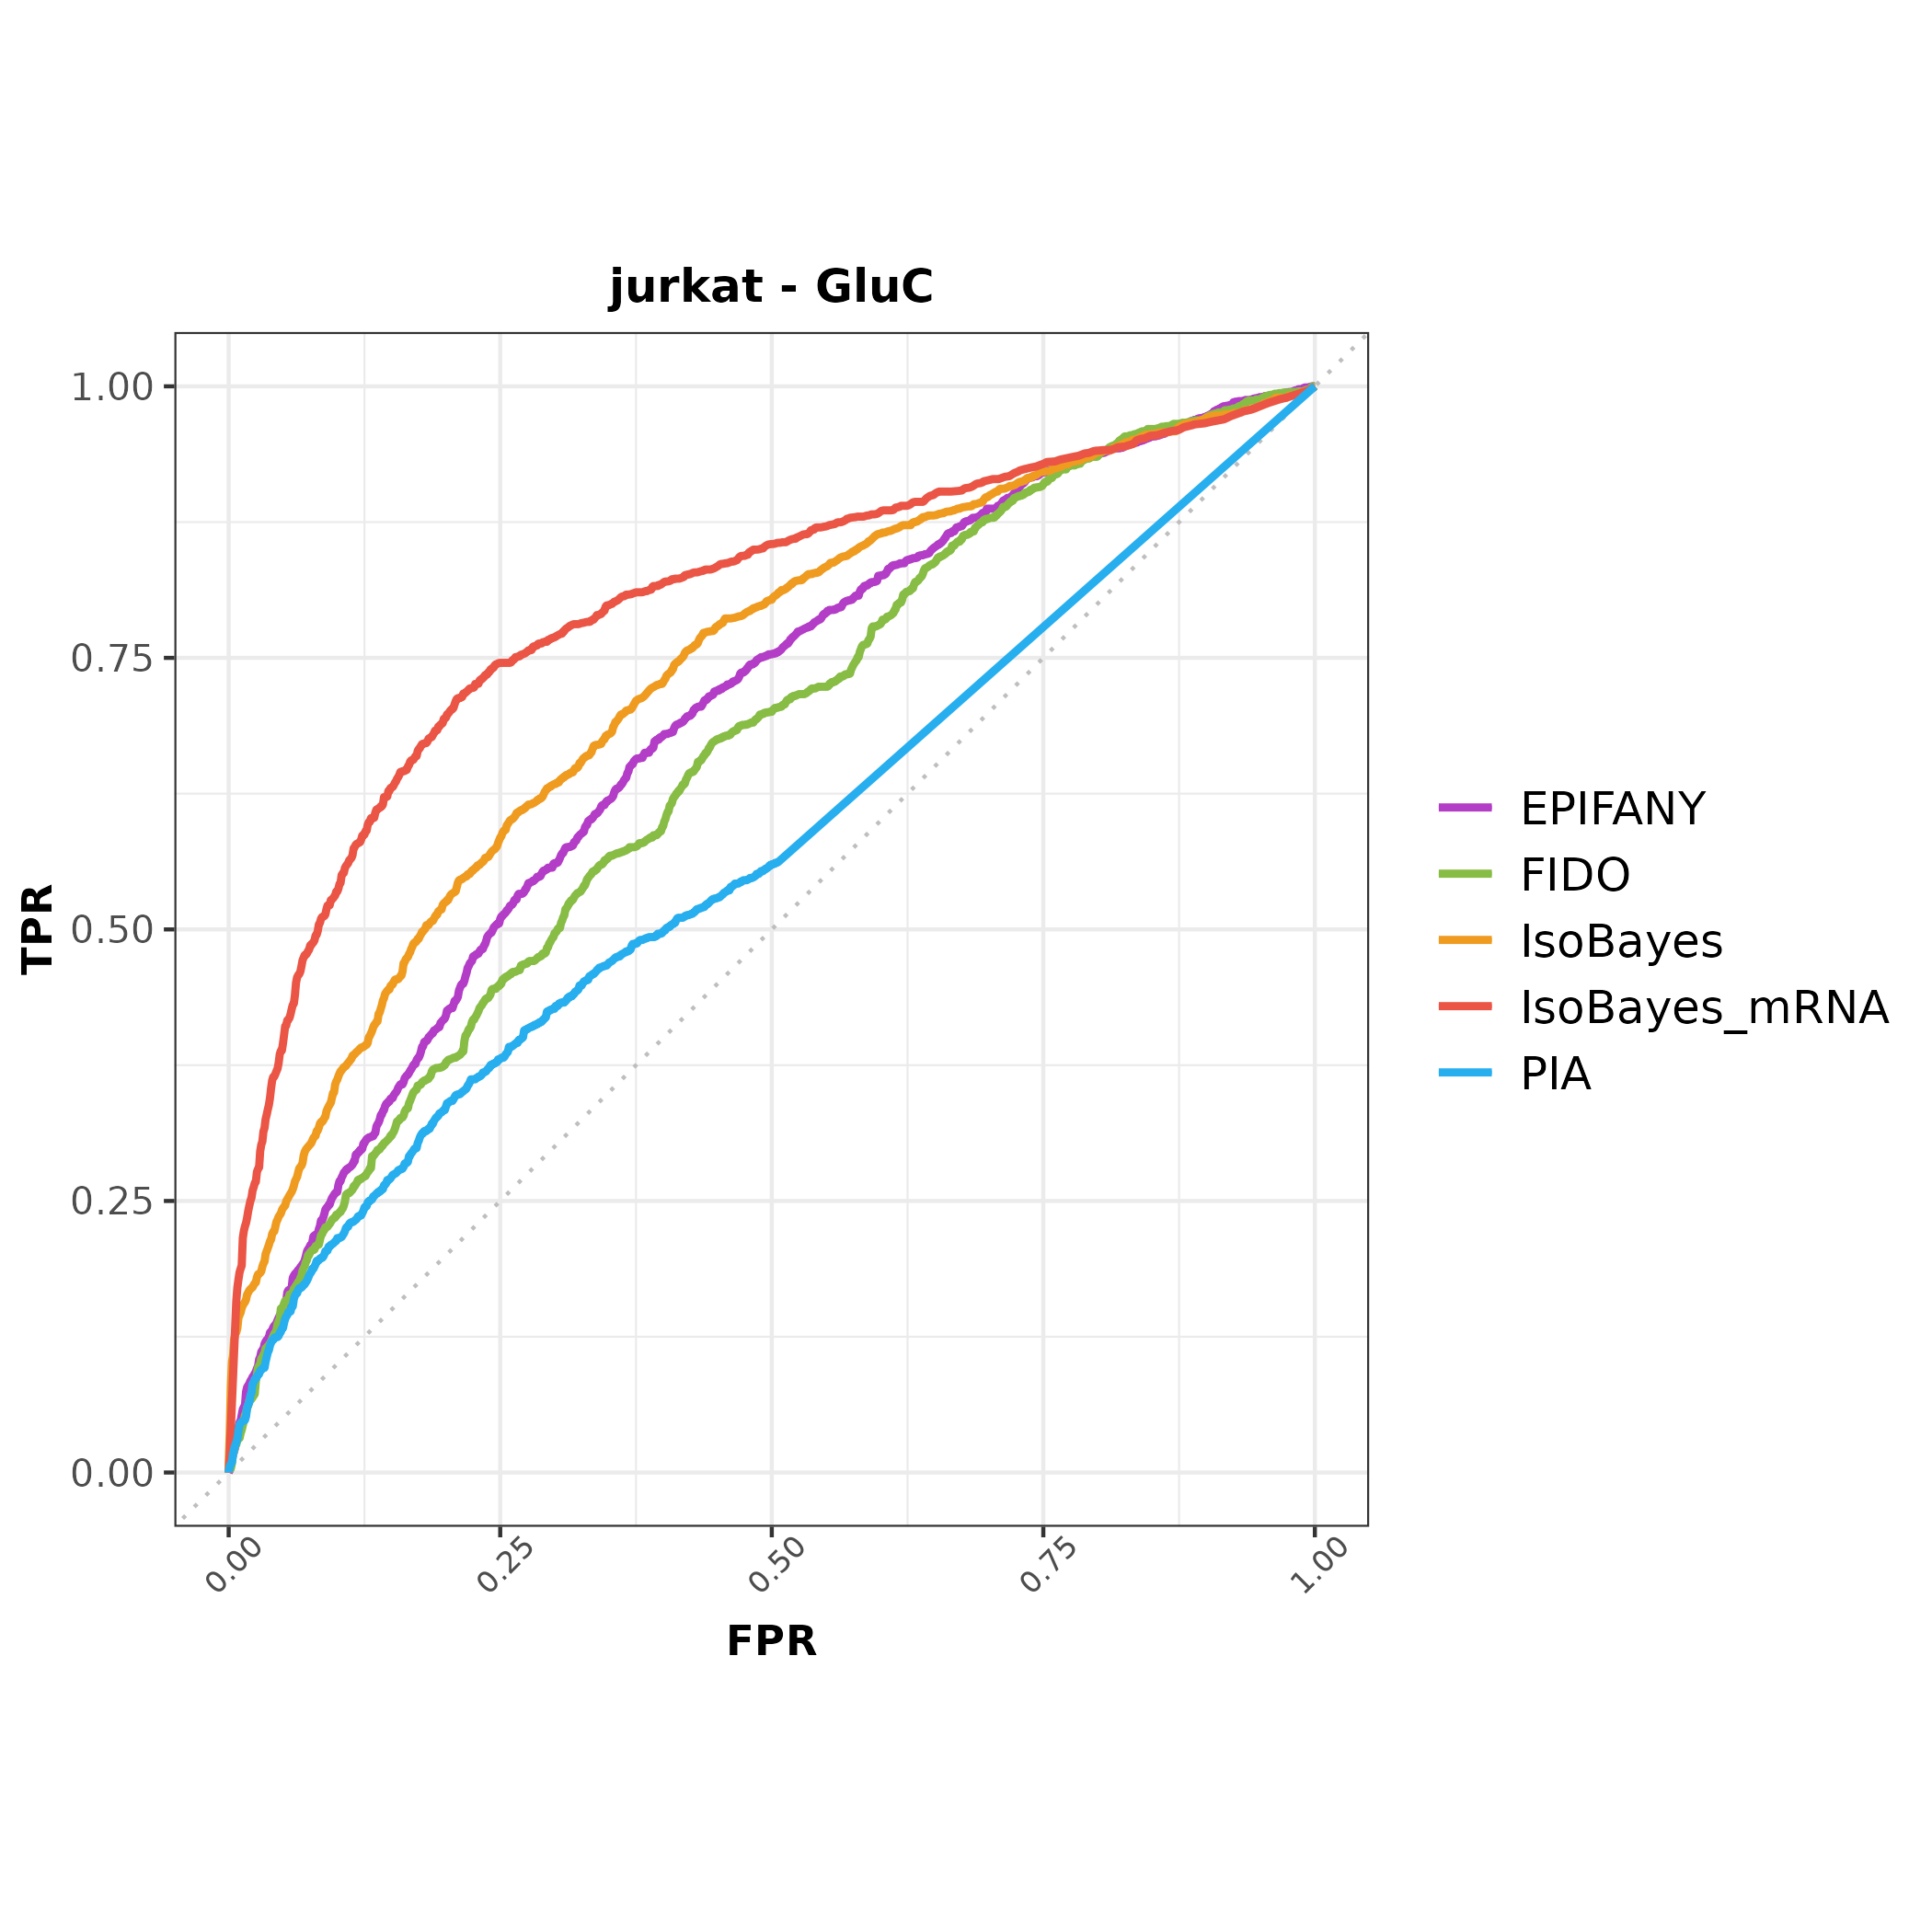 jurkat - GluC
TPR
1.00
0.75
0.50
0.25
0.00
0.00
0.25
0.50
0.75
1.00
FPR
EPIFANY
FIDO
IsoBayes
IsoBayes_mRNA
PIA